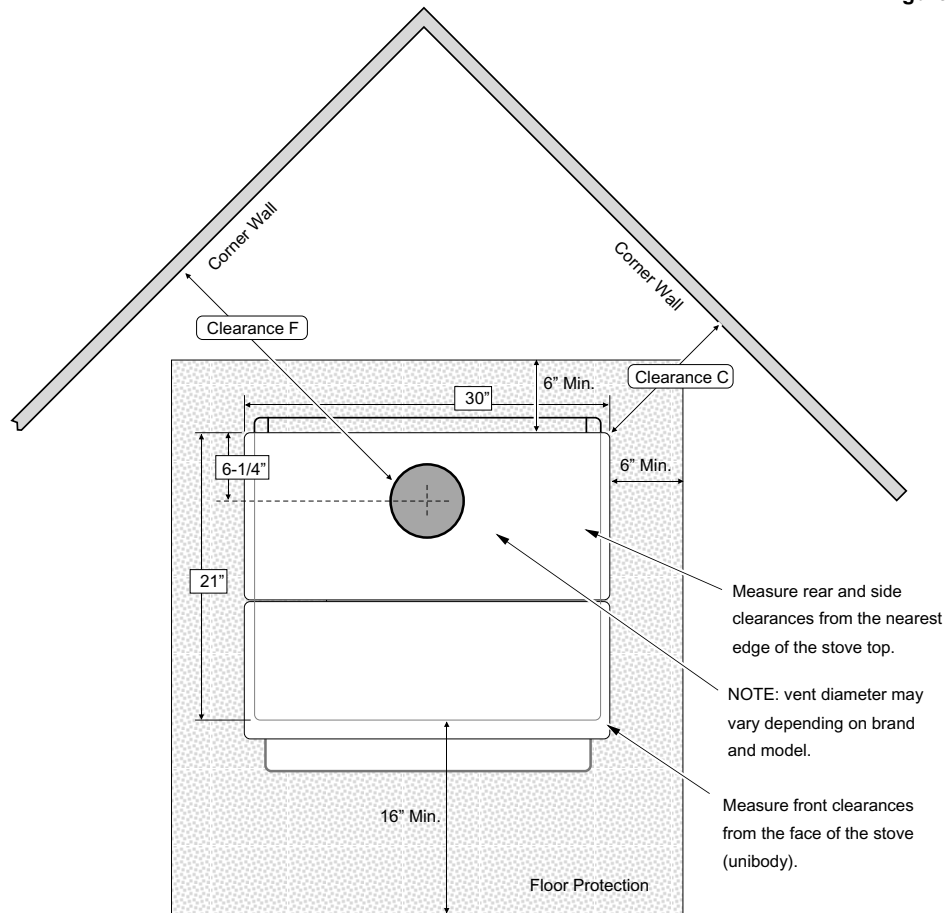 Corner Wall
Corner Wall
Clearance F
6” Min.
Clearance C
30”
6-1/4”
6” Min.
21”
Measure rear and side
clearances from the nearest
edge of the stove top.
NOTE: vent diameter may
vary depending on brand
and model.
Measure front clearances
from the face of the stove
(unibody).
16” Min.
Floor Protection